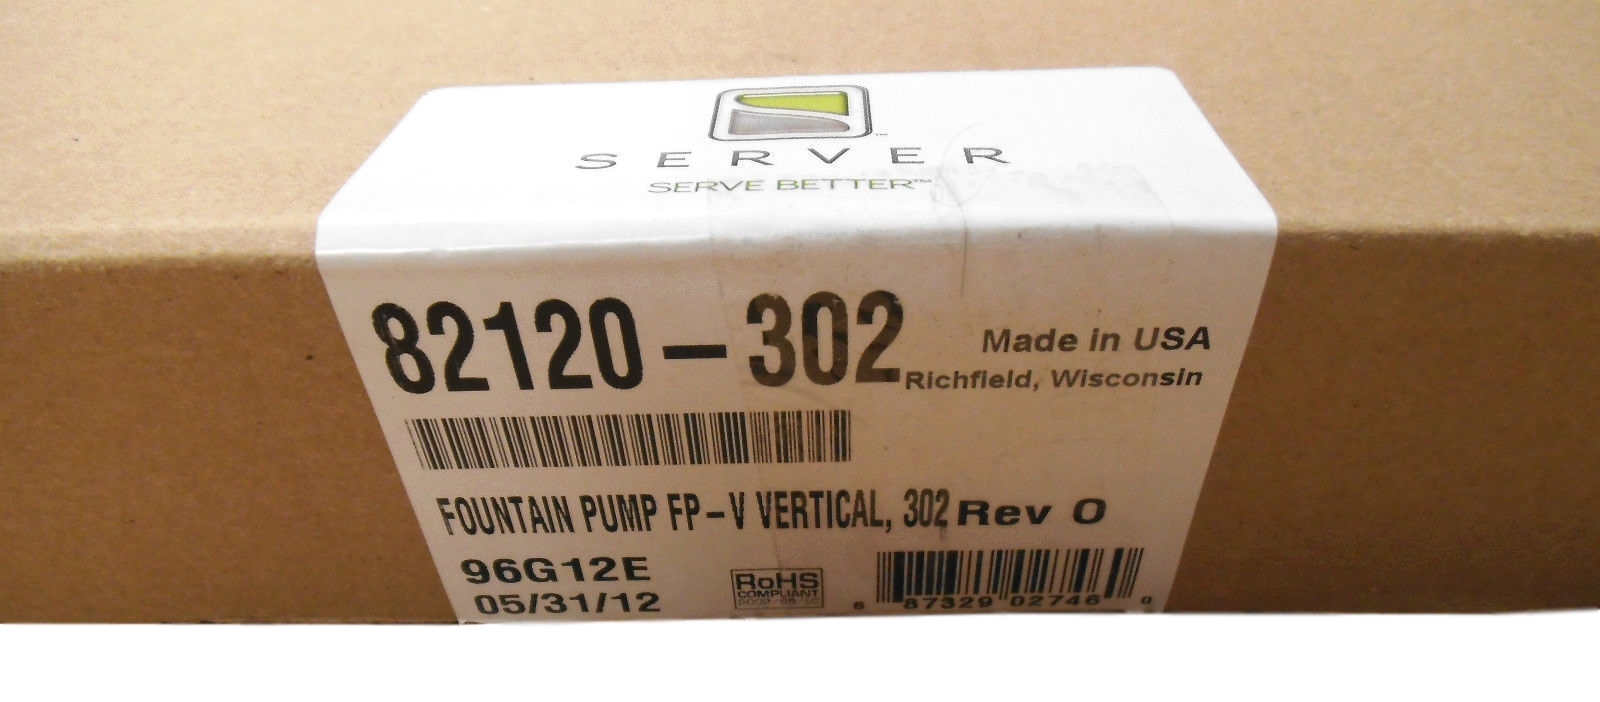 SERVER
SERVE BETTER™
82120-302
Made in USA
Richfield, Wisconsin
FOUNTAIN PUMP FP-V VERTICAL, 302 Rev O
96G12E
05/31/12
RoHS
COMPLIANT
6 87329 02746 0